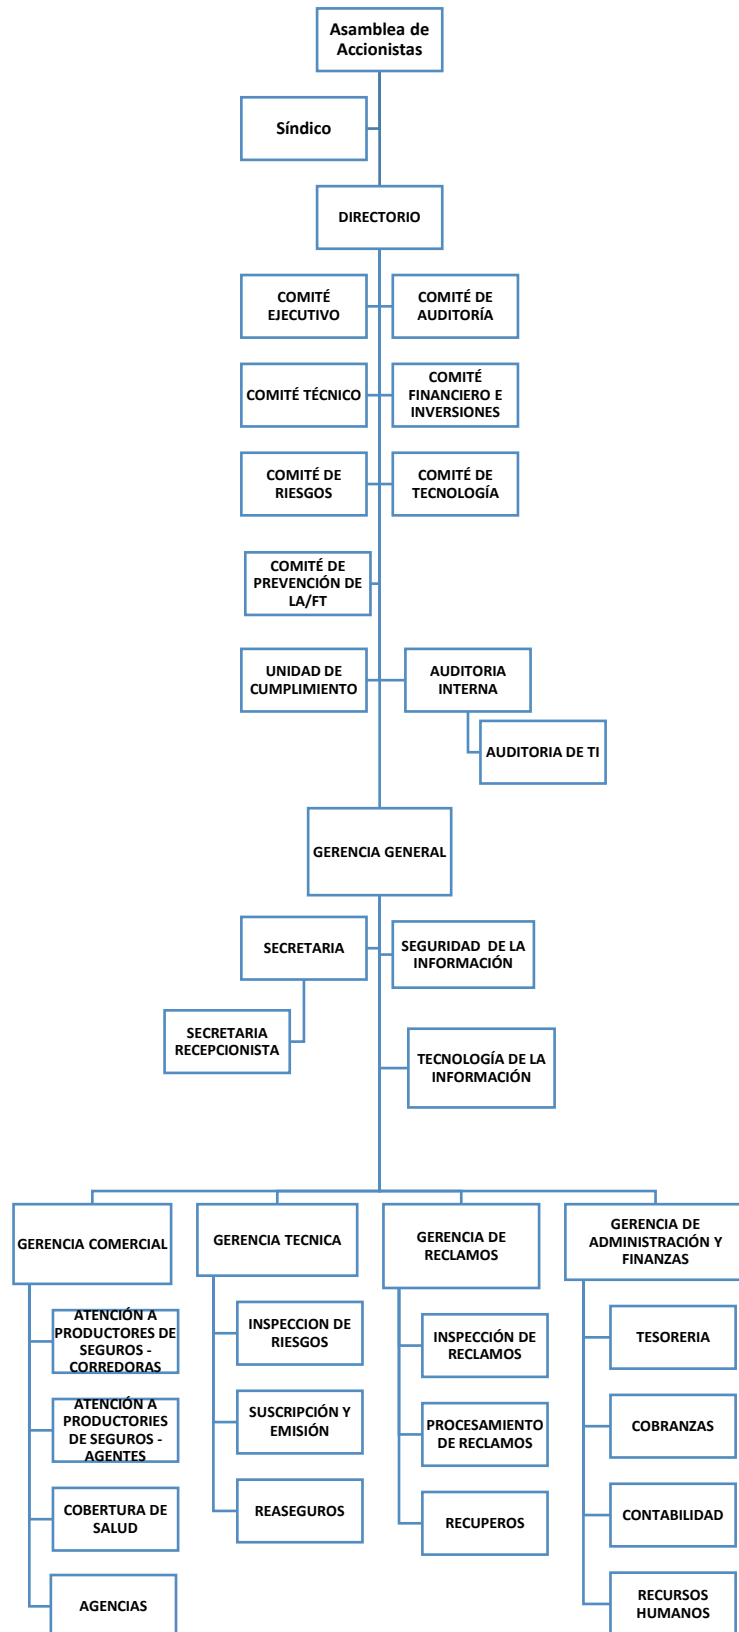 Asamblea de
Accionistas
Síndico
DIRECTORIO
COMITÉ
EJECUTIVO
COMITÉ DE
AUDITORÍA
COMITÉ TÉCNICO
COMITÉ
FINANCIERO E
INVERSIONES
COMITÉ DE
RIESGOS
COMITÉ DE
TECNOLOGÍA
COMITÉ DE
PREVENCIÓN DE
LA/FT
UNIDAD DE
CUMPLIMIENTO
AUDITORIA
INTERNA
AUDITORIA DE TI
GERENCIA GENERAL
SECRETARIA
SEGURIDAD DE LA
INFORMACIÓN
SECRETARIA
RECEPCIONISTA
TECNOLOGÍA DE LA
INFORMACIÓN
GERENCIA COMERCIAL
ATENCIÓN A
PRODUCTORES DE
SEGUROS -
CORREDORAS
ATENCIÓN A
PRODUCTORIES
DE SEGUROS -
AGENTES
COBERTURA DE
SALUD
AGENCIAS
GERENCIA TECNICA
INSPECCION DE
RIESGOS
SUSCRIPCIÓN Y
EMISIÓN
REASEGUROS
GERENCIA DE
RECLAMOS
INSPECCIÓN DE
RECLAMOS
PROCESAMIENTO
DE RECLAMOS
RECUPEROS
GERENCIA DE
ADMINISTRACIÓN Y
FINANZAS
TESORERIA
COBRANZAS
CONTABILIDAD
RECURSOS
HUMANOS